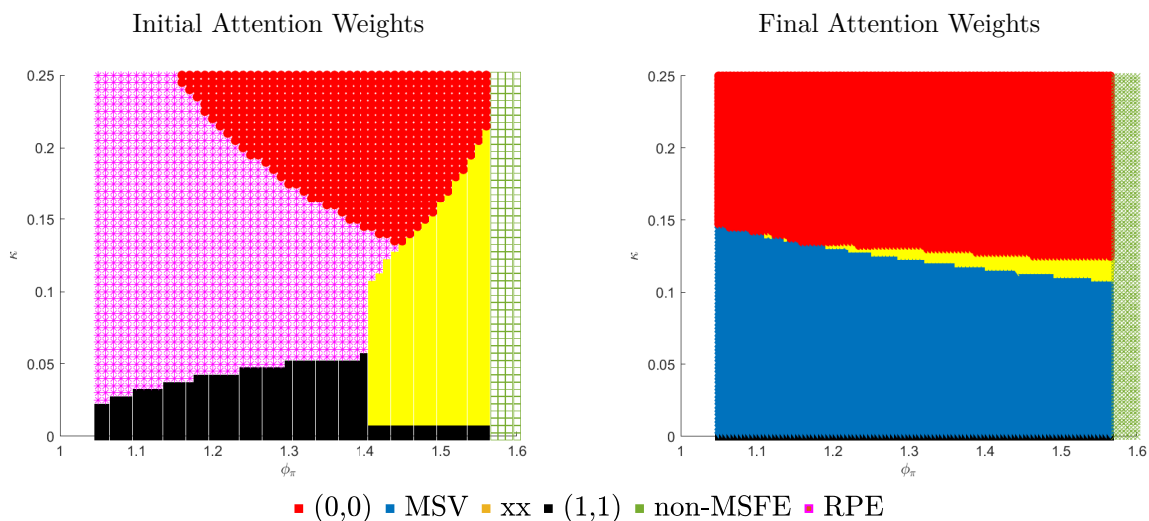 Initial Attention Weights Final Attention Weights
0.25 0.25
0.2 0.2
0.15 0.15
κ κ
0.1 0.1
0.05 0.05
0 0
1 1.1 1.2 1.3 1.4 1.5 1.6 1 1.1 1.2 1.3 1.4 1.5 1.6
ϕπ ϕπ
(0,0) MSV xx (1,1) non-MSFE RPE